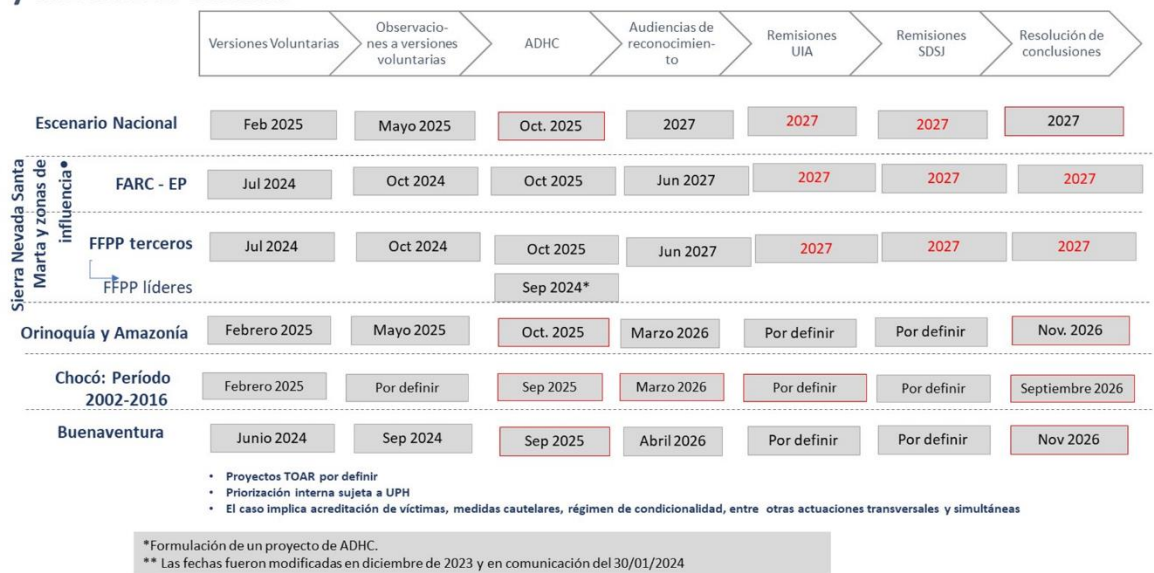 Versiones Voluntarias
Observacio-
nes a versiones
voluntarias
ADHC
Audiencias de
reconocimien-
to
Remisiones
UIA
Remisiones
SDSJ
Resolución de
conclusiones
Escenario Nacional
Feb 2025
Mayo 2025
Oct. 2025
2027
2027
2027
2027
Sierra Nevada Santa
Marta y zonas de
influencia●
FARC - EP
Jul 2024
Oct 2024
Oct 2025
Jun 2027
2027
2027
2027
FFPP terceros
Jul 2024
Oct 2024
Oct 2025
Jun 2027
2027
2027
2027
FFPP líderes
Sep 2024*
Orinoquía y Amazonía
Febrero 2025
Mayo 2025
Oct. 2025
Marzo 2026
Por definir
Por definir
Nov. 2026
Chocó: Período
2002-2016
Febrero 2025
Por definir
Sep 2025
Marzo 2026
Por definir
Por definir
Septiembre 2026
Buenaventura
Junio 2024
Sep 2024
Sep 2025
Abril 2026
Por definir
Por definir
Nov 2026
• Proyectos TOAR por definir
• Priorización interna sujeta a UPH
• El caso implica acreditación de víctimas, medidas cautelares, régimen de condicionalidad, entre otras actuaciones transversales y simultáneas
*Formulación de un proyecto de ADHC.
** Las fechas fueron modificadas en diciembre de 2023 y en comunicación del 30/01/2024